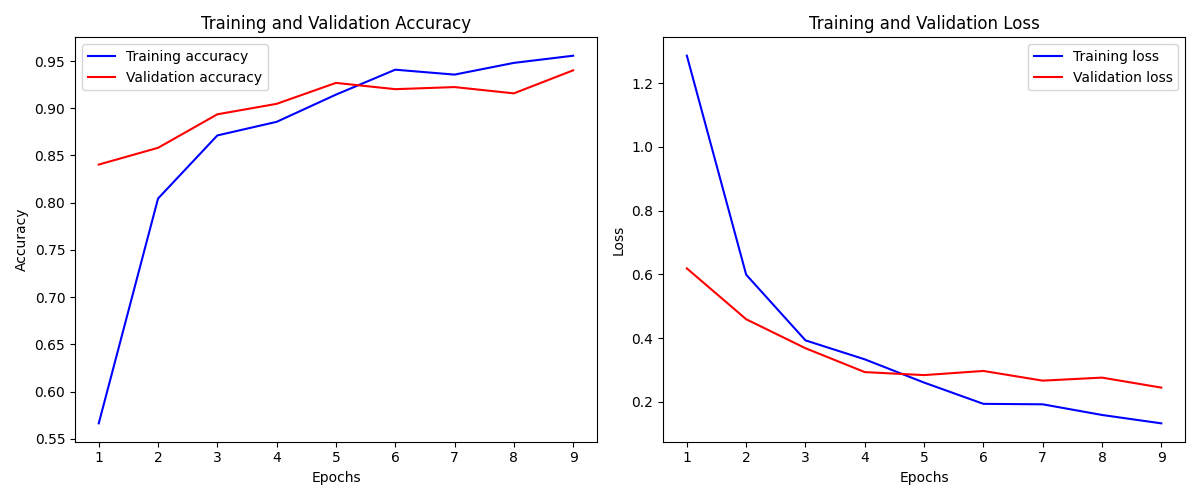 Training and Validation Accuracy
Training accuracy
Validation accuracy
0.95
0.90
0.85
0.80
0.75
0.70
0.65
0.60
0.55
Accuracy
1 2 3 4 5 6 7 8 9
Epochs
Training and Validation Loss
Training loss
Validation loss
1.2
1.0
0.8
0.6
0.4
0.2
Loss
1 2 3 4 5 6 7 8 9
Epochs